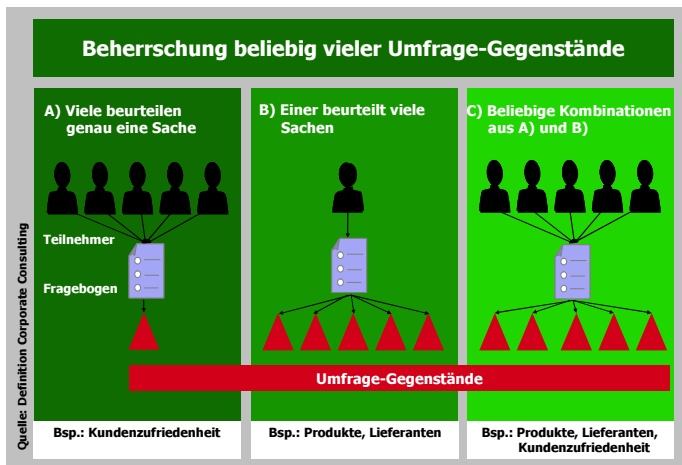 Beherrschung beliebig vieler Umfrage-Gegenstände
A) Viele beurteilen
genau eine Sache
B) Einer beurteilt viele
Sachen
C) Beliebige Kombinationen
aus A) und B)
Teilnehmer
Fragebogen
Umfrage-Gegenstände
Bsp.: Kundenzufriedenheit
Bsp.: Produkte, Lieferanten
Bsp.: Produkte, Lieferanten,
Kundenzufriedenheit
Quelle: Definition Corporate Consulting